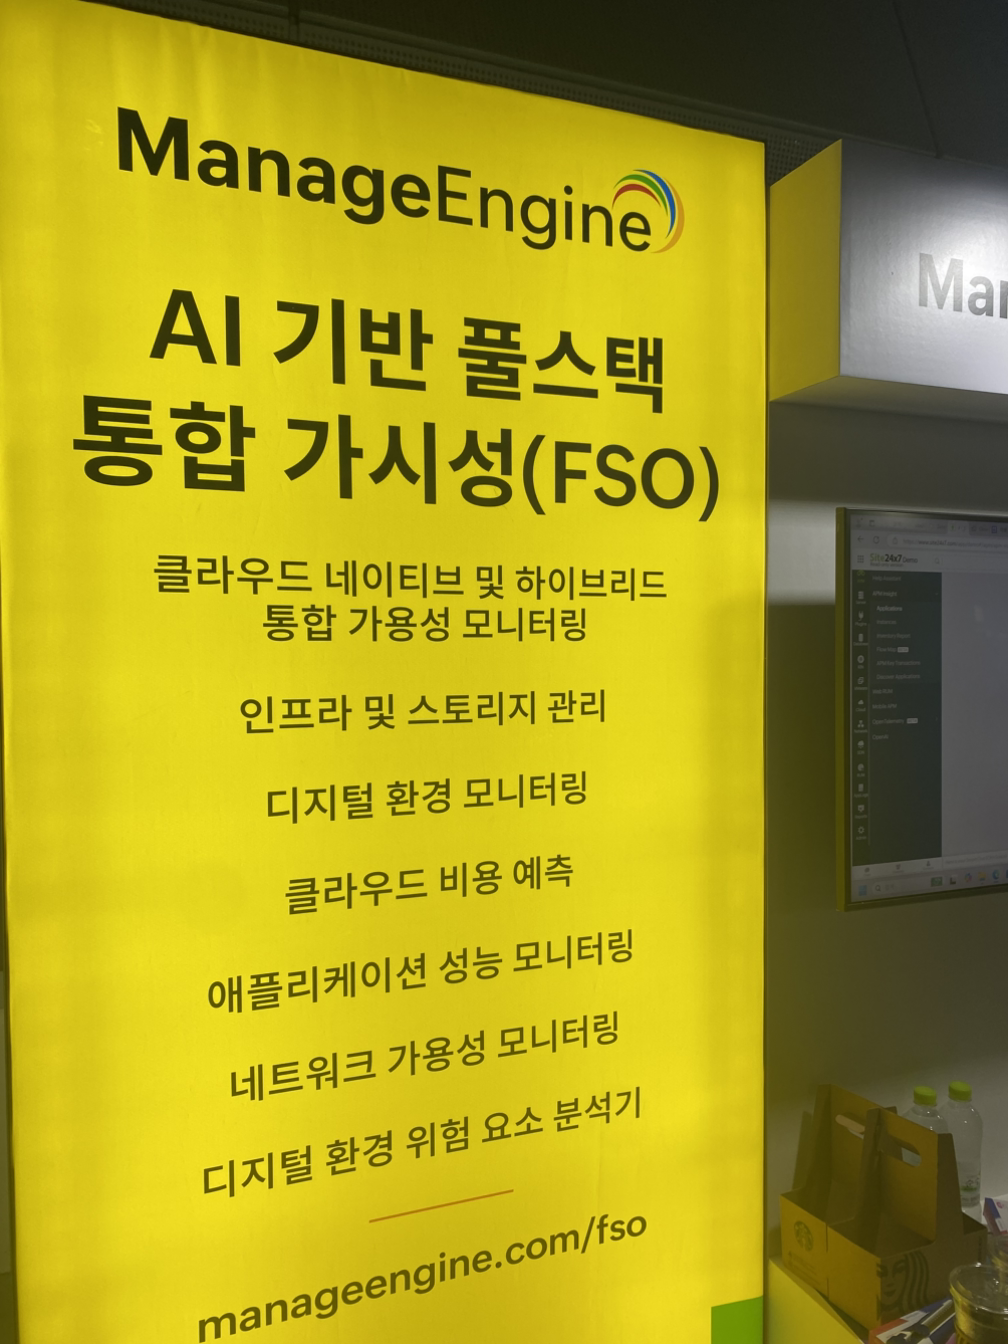 ManageEngine
AI 기반 풀스택
통합 가시성(FSO)
클라우드 네이티브 및 하이브리드
통합 가용성 모니터링
인프라 및 스토리지 관리
디지털 환경 모니터링
클라우드 비용 예측
애플리케이션 성능 모니터링
네트워크 가용성 모니터링
디지털 환경 위험 요소 분석기
manageengine.com/fso
Man
Site24x7 Demo
Applications